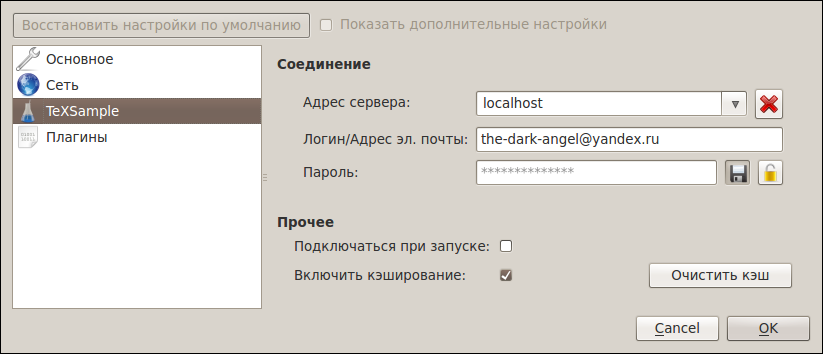 Восстановить настройки по умолчанию Показать дополнительные настройки
Основное
Сеть
TeXSample
Плагины
Соединение
Адрес сервера: localhost
Логин/Адрес эл. почты: the-dark-angel@yandex.ru
Пароль: **************
Прочее
Подключаться при запуске:
Включить кэширование: Очистить кэш
Cancel OK